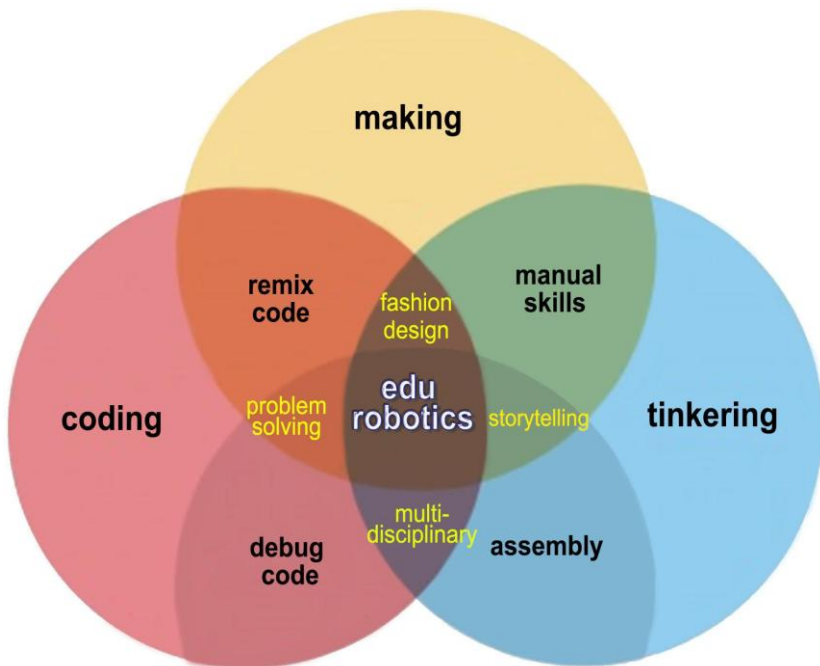 making
remix
code
manual
skills
fashion
design
coding
problem
solving
edu
robotics
storytelling
tinkering
debug
code
multi-
disciplinary
assembly